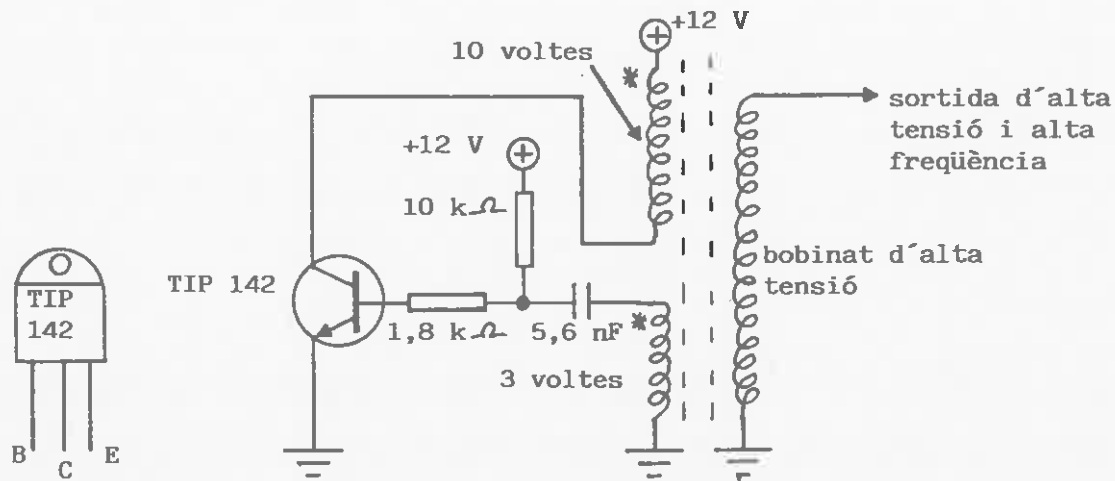 +12 V
10 voltes
*
sortida d´alta
tensió i alta
freqüència
+12 V
10 kΩ
bobinat d´alta
tensió
TIP 142
TIP
142
1,8 kΩ
5,6 nF
*
3 voltes
B
C
E